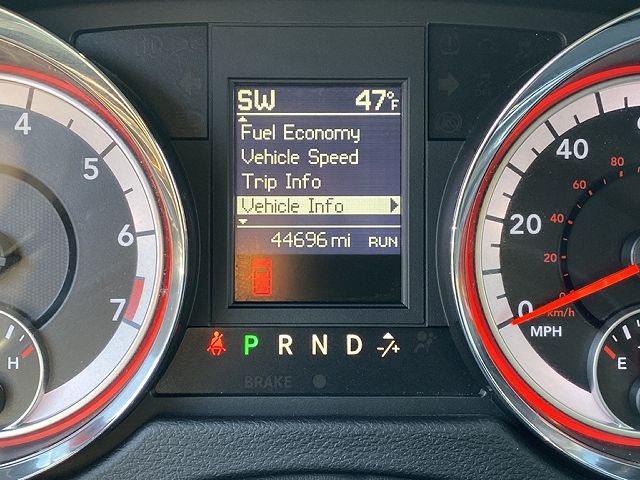 SW 47°F
Fuel Economy
Vehicle Speed
Trip Info
Vehicle Info
44696 mi RUN
P R N D -/+
BRAKE
4
5
6
7
H
40
20
0
MPH
80
60
40
20
0
km/h
E